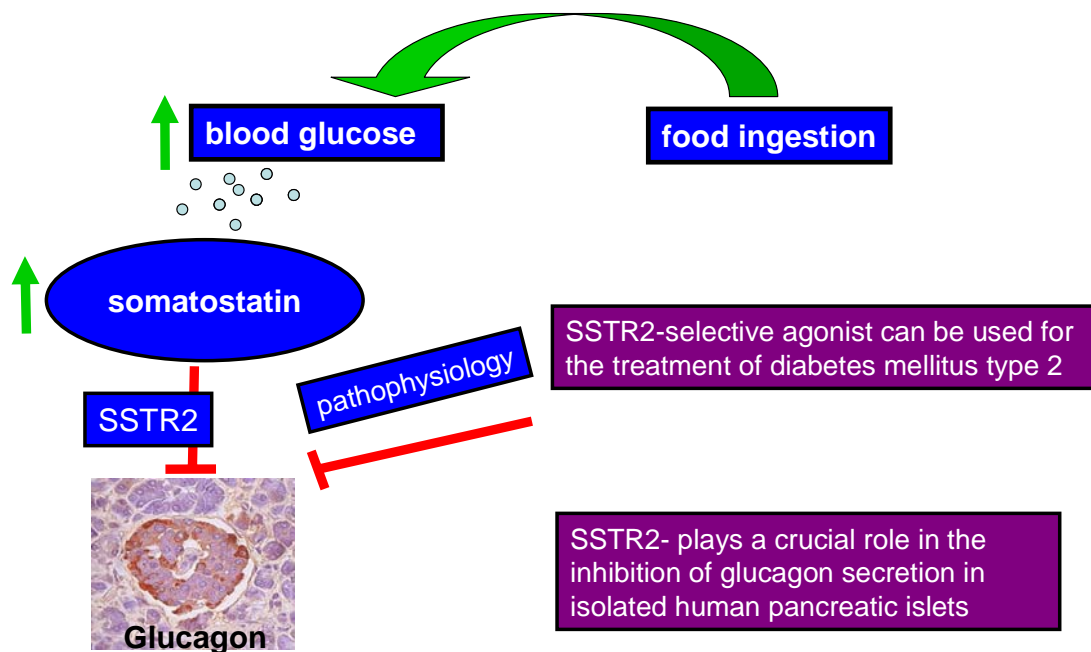 blood glucose
food ingestion
somatostatin
SSTR2
pathophysiology
SSTR2-selective agonist can be used for
the treatment of diabetes mellitus type 2
Glucagon
SSTR2- plays a crucial role in the
inhibition of glucagon secretion in
isolated human pancreatic islets